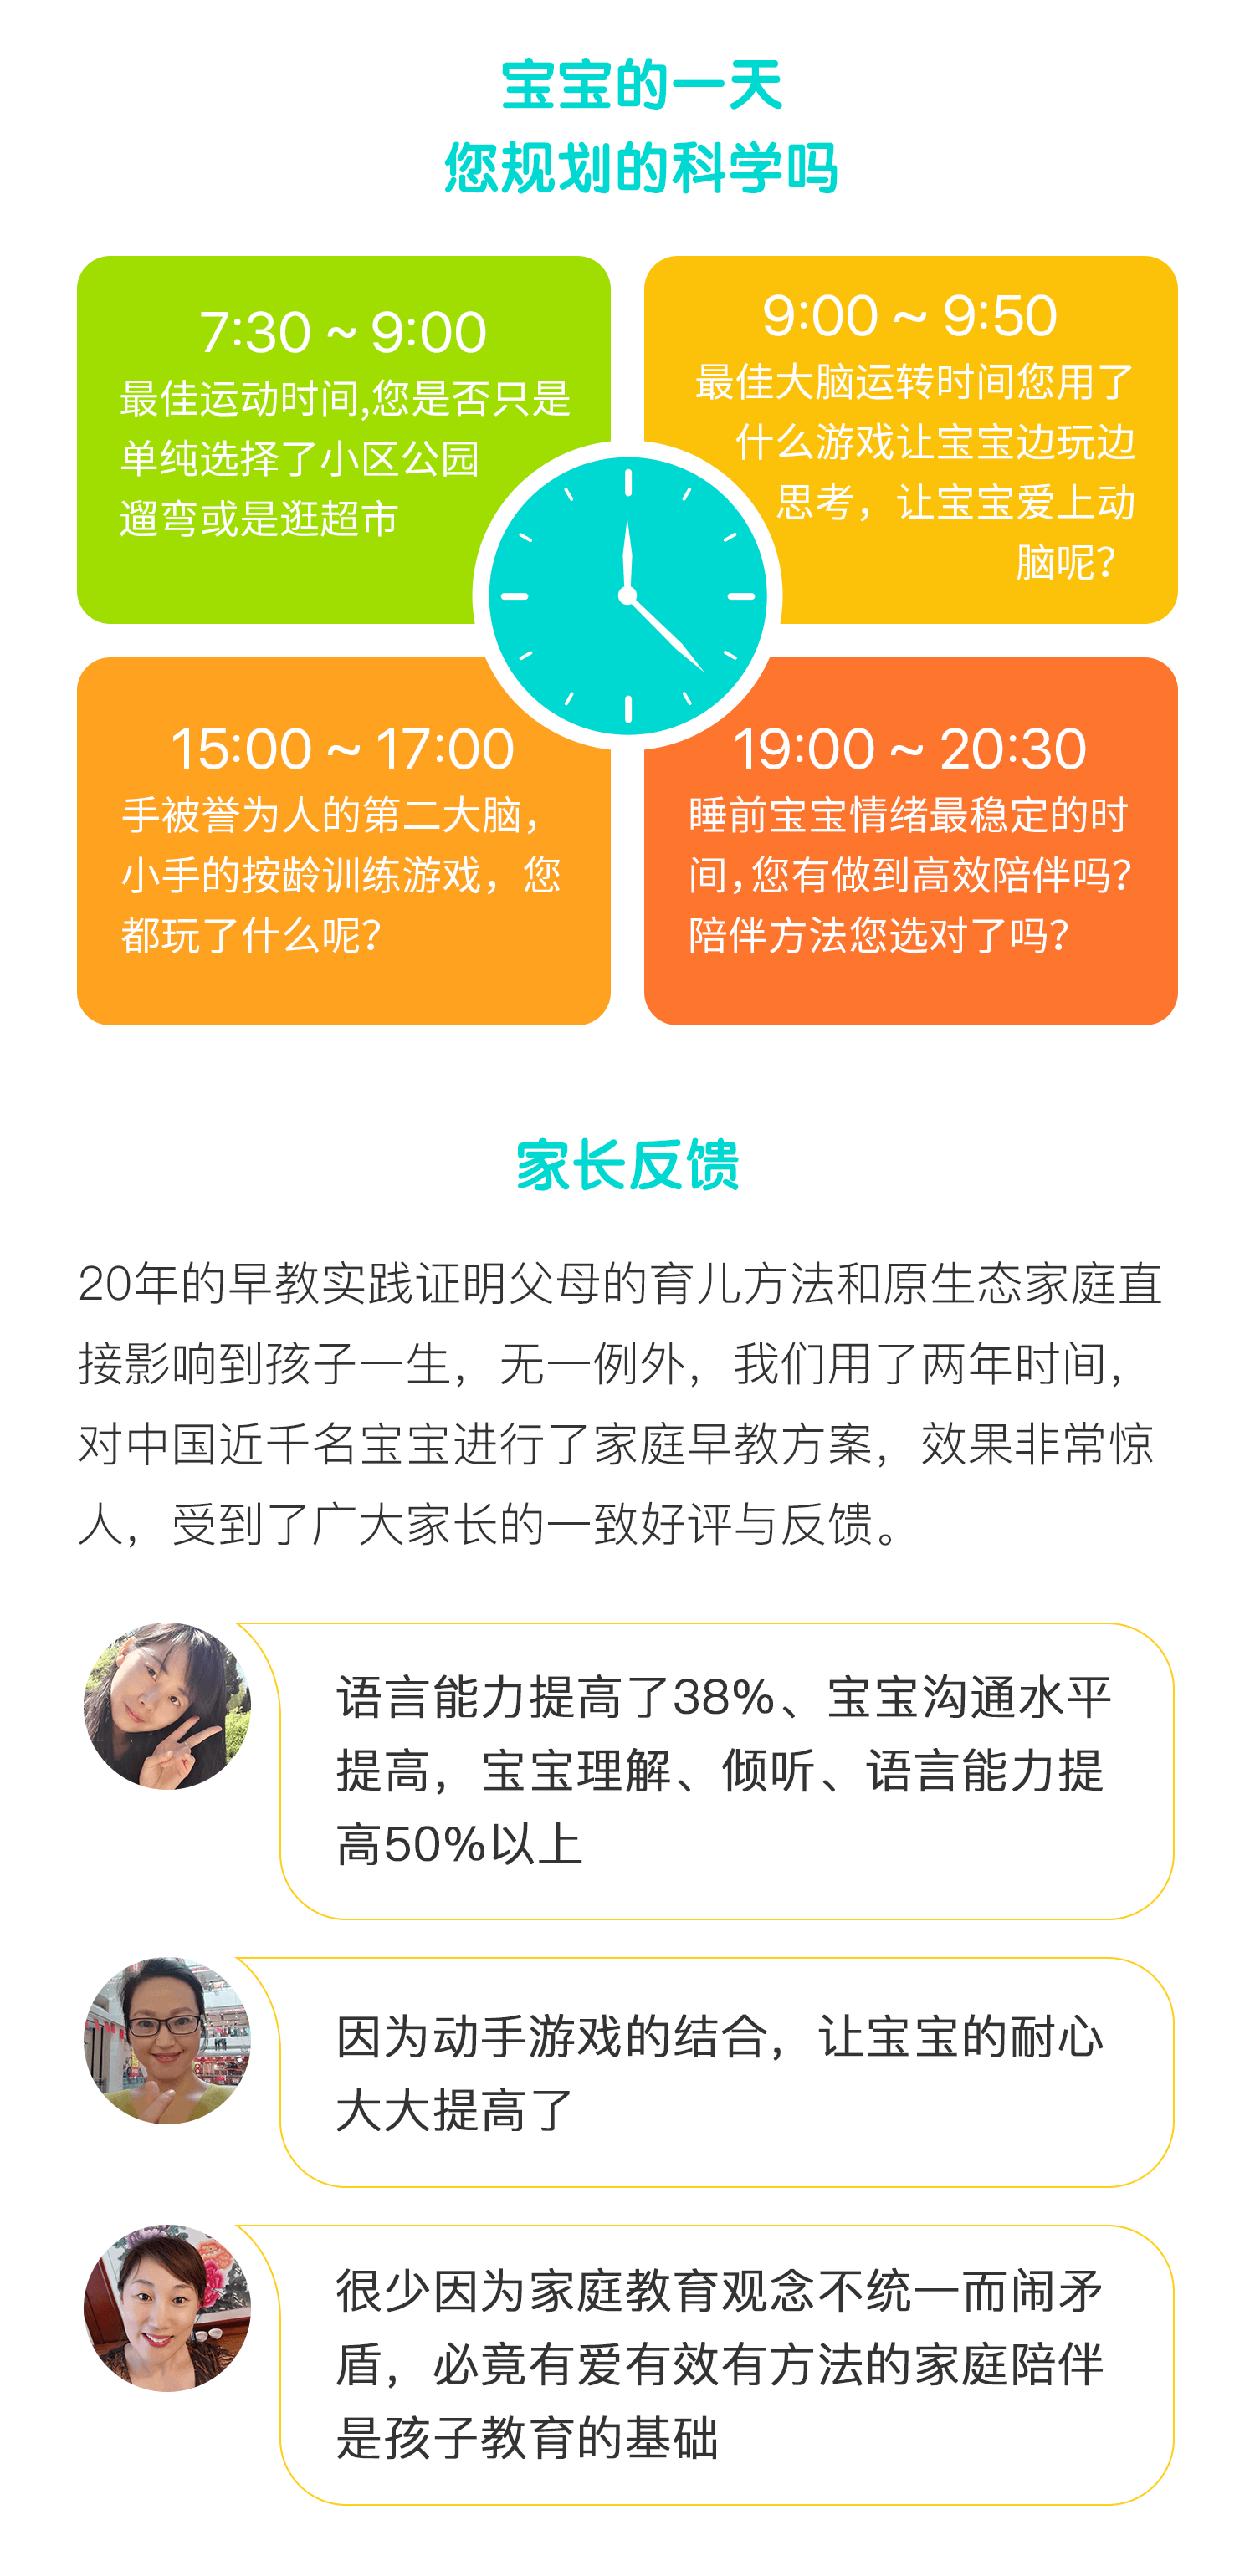 宝宝的一天
您规划的科学吗
7:30 ~ 9:00
最佳运动时间,您是否只是
单纯选择了小区公园
遛弯或是逛超市
9:00 ~ 9:50
最佳大脑运转时间您用了
什么游戏让宝宝边玩边
思考，让宝宝爱上动
脑呢？
15:00 ~ 17:00
手被誉为人的第二大脑，
小手的按龄训练游戏，您
都玩了什么呢？
19:00 ~ 20:30
睡前宝宝情绪最稳定的时
间，您有做到高效陪伴吗？
陪伴方法您选对了吗？
家长反馈
20年的早教实践证明父母的育儿方法和原生态家庭直
接影响到孩子一生，无一例外，我们用了两年时间，
对中国近千名宝宝进行了家庭早教方案，效果非常惊
人，受到了广大家长的一致好评与反馈。
语言能力提高了38%、宝宝沟通水平
提高，宝宝理解、倾听、语言能力提
高50%以上
因为动手游戏的结合，让宝宝的耐心
大大提高了
很少因为家庭教育观念不统一而闹矛
盾，必竟有爱有效有方法的家庭陪伴
是孩子教育的基础